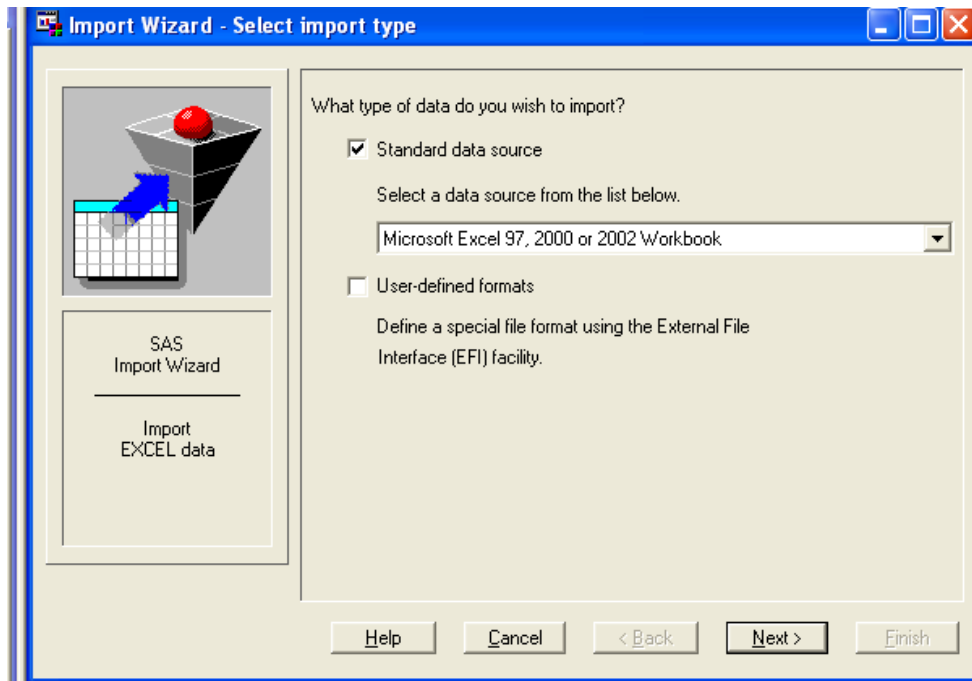 Import Wizard - Select import type
What type of data do you wish to import?
Standard data source
Select a data source from the list below.
Microsoft Excel 97, 2000 or 2002 Workbook
User-defined formats
Define a special file format using the External File
Interface (EFI) facility.
SAS
Import Wizard
Import
EXCEL data
Help
Cancel
< Back
Next >
Finish